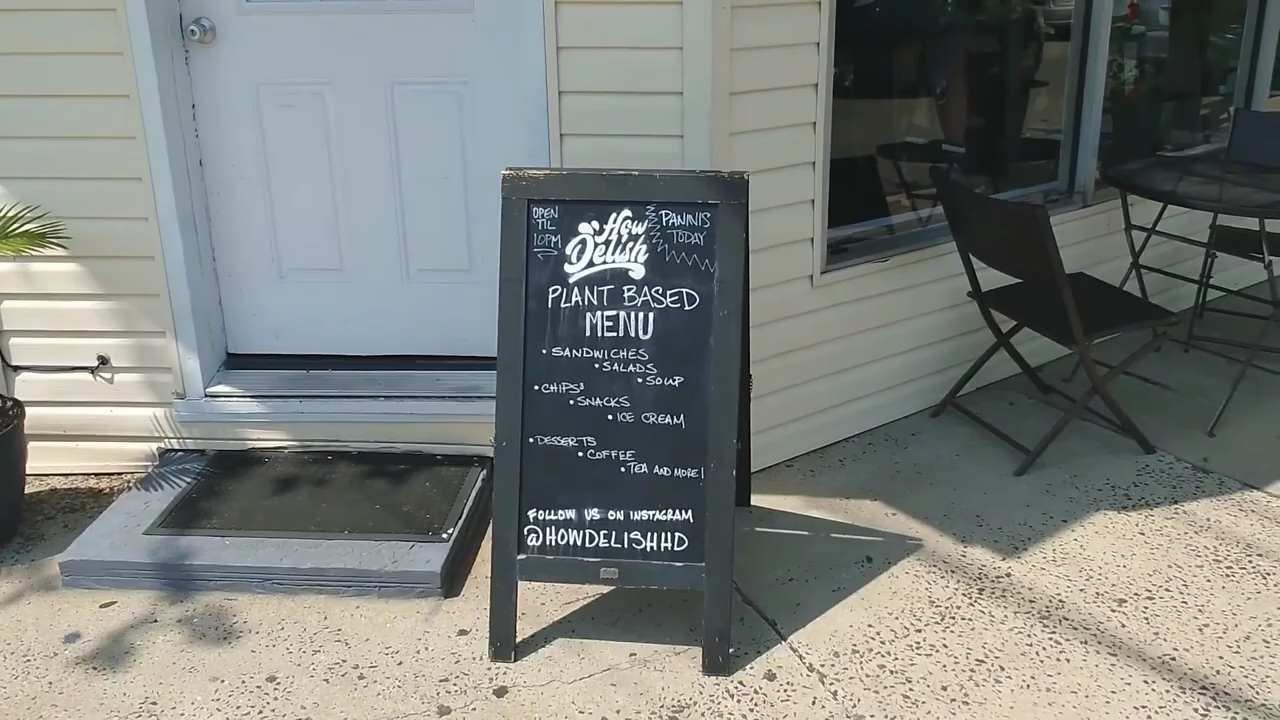 OPEN
TIL
10PM
How
Delish
PANINIS
TODAY
PLANT BASED
MENU
• SANDWICHES
• SALADS
• SOUP
• CHIPS³
• SNACKS
• ICE CREAM
• DESSERTS
• COFFEE
• TEA AND MORE!
FOLLOW US ON INSTAGRAM
@HOWDELISHHD